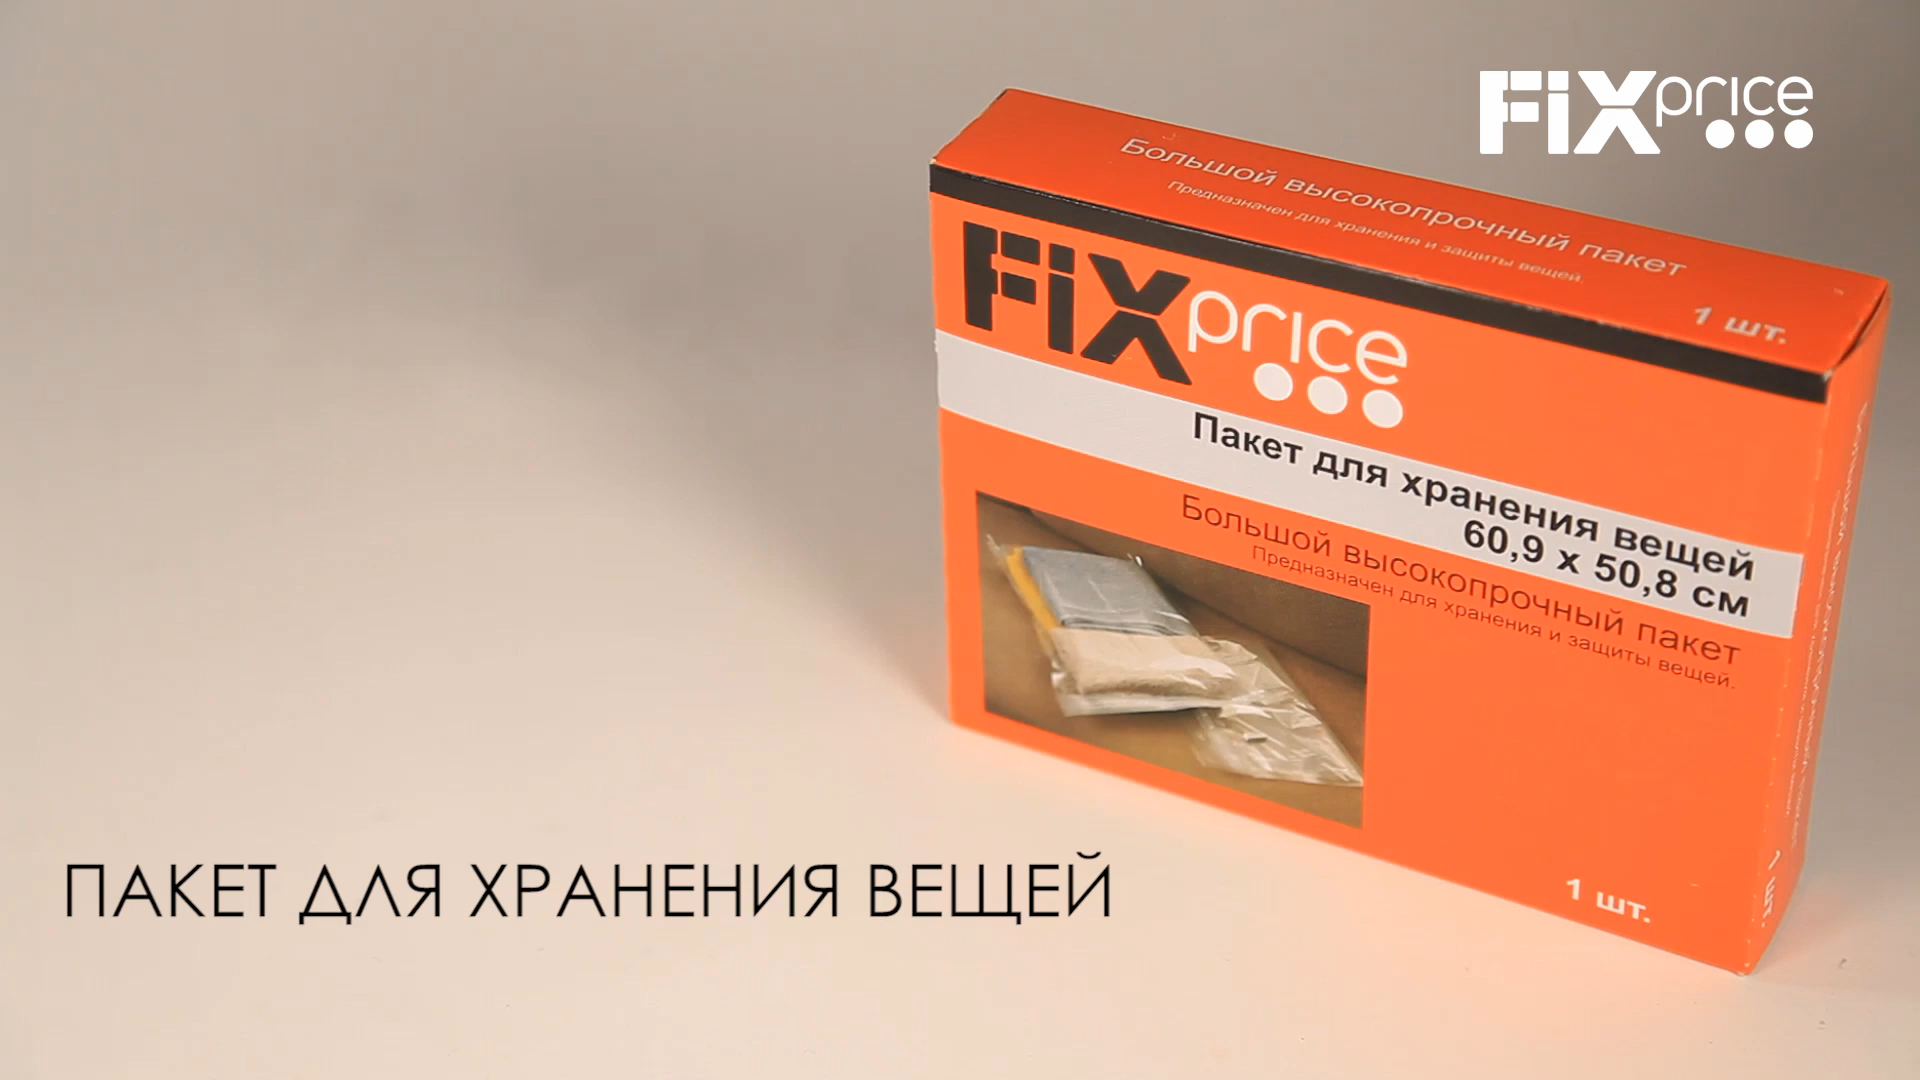 FiXprice
Большой высокопрочный пакет
Предназначен для хранения и защиты вещей.
1 шт.
FiXprice
Пакет для хранения вещей
60,9 х 50,8 см
Большой высокопрочный пакет
Предназначен для хранения и защиты вещей.
1 шт.
ПАКЕТ ДЛЯ ХРАНЕНИЯ ВЕЩЕЙ